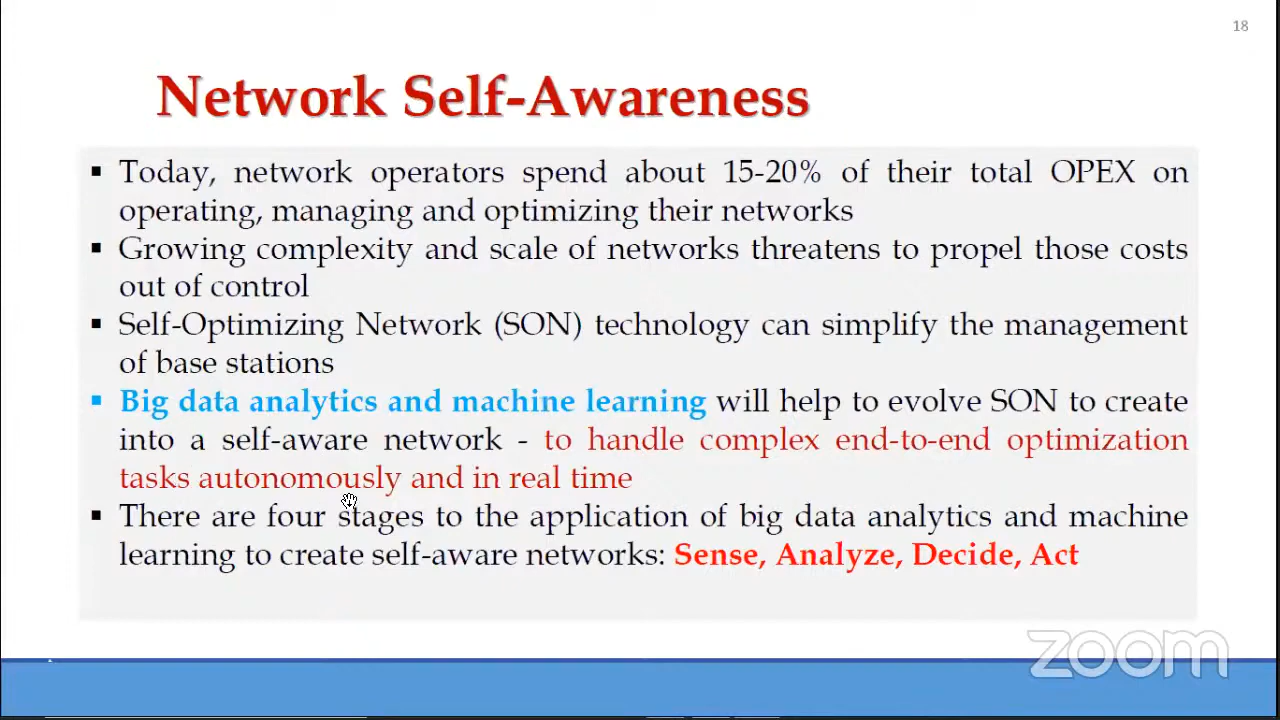 18
Network Self-Awareness
▪ Today, network operators spend about 15-20% of their total OPEX on
operating, managing and optimizing their networks
▪ Growing complexity and scale of networks threatens to propel those costs
out of control
▪ Self-Optimizing Network (SON) technology can simplify the management
of base stations
▪ Big data analytics and machine learning will help to evolve SON to create
into a self-aware network - to handle complex end-to-end optimization
tasks autonomously and in real time
▪ There are four stages to the application of big data analytics and machine
learning to create self-aware networks: Sense, Analyze, Decide, Act
zoom